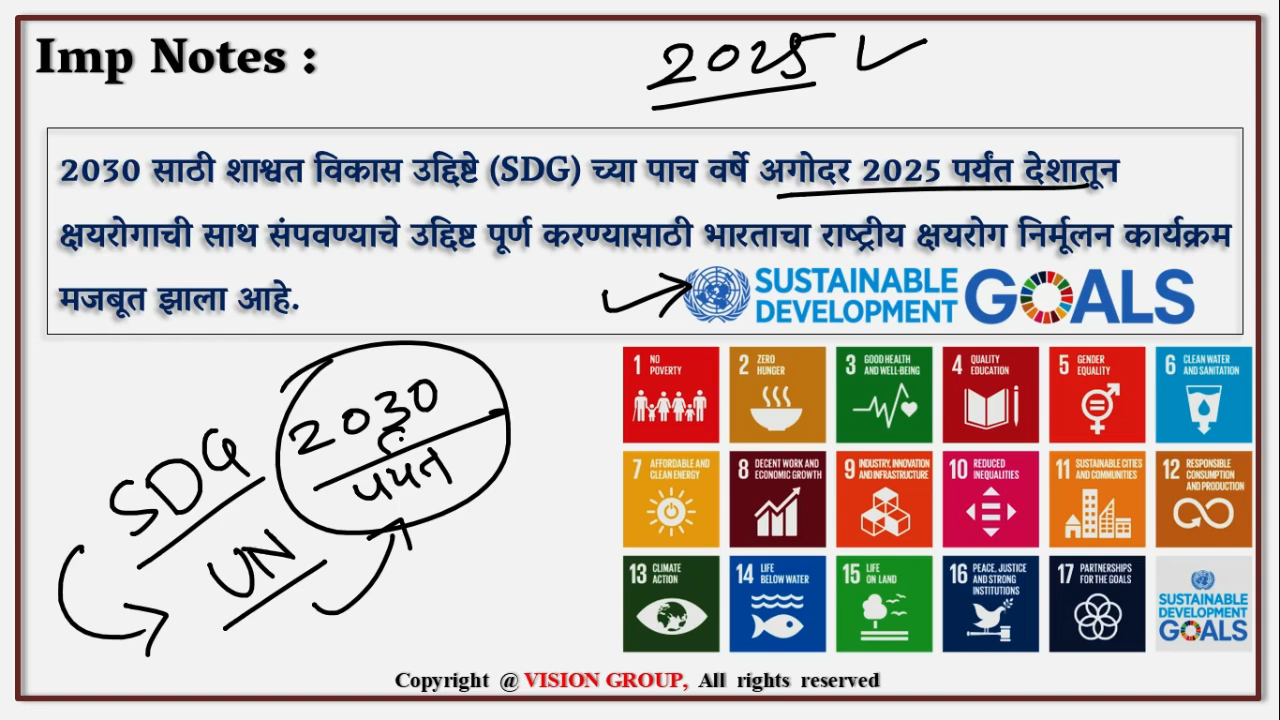 Imp Notes :
2025
2030 साठी शाश्वत विकास उद्दिष्टे (SDG) च्या पाच वर्षे अगोदर 2025 पर्यंत देशातून
क्षयरोगाची साथ संपवण्याचे उद्दिष्ट पूर्ण करण्यासाठी भारताचा राष्ट्रीय क्षयरोग निर्मूलन कार्यक्रम
मजबूत झाला आहे.
SUSTAINABLE
DEVELOPMENT
GOALS
2030
पर्यंत
SDG
UN
1 NO
POVERTY
2 ZERO
HUNGER
3 GOOD HEALTH
AND WELL-BEING
4 QUALITY
EDUCATION
5 GENDER
EQUALITY
6 CLEAN WATER
AND SANITATION
7 AFFORDABLE AND
CLEAN ENERGY
8 DECENT WORK AND
ECONOMIC GROWTH
9 INDUSTRY, INNOVATION
AND INFRASTRUCTURE
10 REDUCED
INEQUALITIES
11 SUSTAINABLE CITIES
AND COMMUNITIES
12 RESPONSIBLE
CONSUMPTION
AND PRODUCTION
13 CLIMATE
ACTION
14 LIFE
BELOW WATER
15 LIFE
ON LAND
16 PEACE, JUSTICE
AND STRONG
INSTITUTIONS
17 PARTNERSHIPS
FOR THE GOALS
SUSTAINABLE
DEVELOPMENT
GOALS
Copyright @ VISION GROUP, All rights reserved